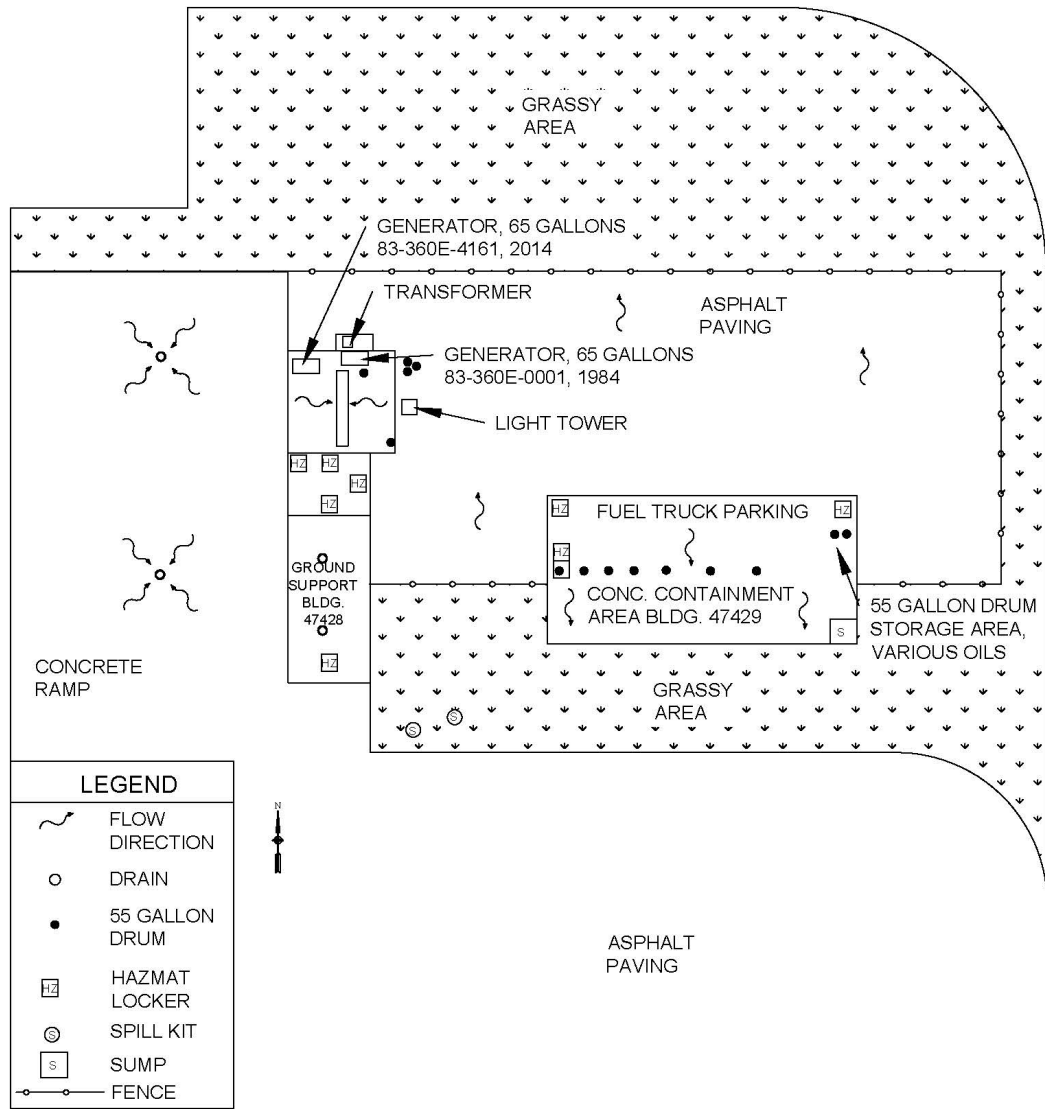 GRASSY
AREA
GENERATOR, 65 GALLONS
83-360E-4161, 2014
TRANSFORMER
ASPHALT
PAVING
GENERATOR, 65 GALLONS
83-360E-0001, 1984
LIGHT TOWER
HZ
HZ
HZ
HZ
HZ
FUEL TRUCK PARKING
HZ
HZ
GROUND
SUPPORT
BLDG.
47428
CONC. CONTAINMENT
AREA BLDG. 47429
55 GALLON DRUM
STORAGE AREA,
VARIOUS OILS
S
HZ
CONCRETE
RAMP
GRASSY
AREA
S
S
LEGEND
FLOW
DIRECTION
DRAIN
55 GALLON
DRUM
HZ
HAZMAT
LOCKER
S
SPILL KIT
S
SUMP
FENCE
N
ASPHALT
PAVING